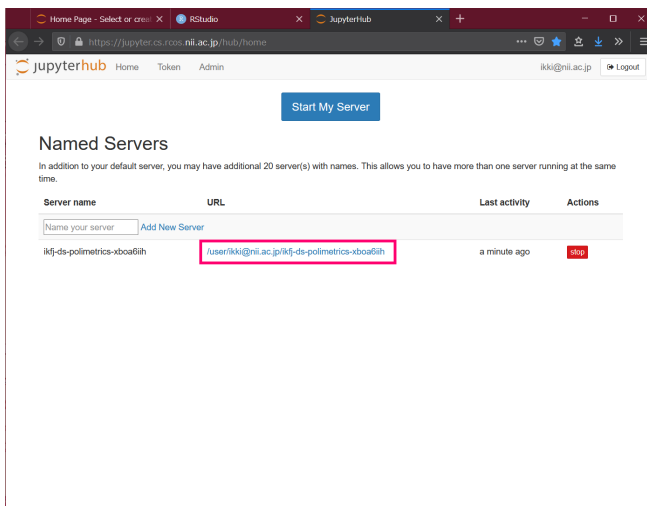 Home Page - Select or creat
RStudio
JupyterHub
https://jupyter.cs.rcos.nii.ac.jp/hub/home
jupyterhub Home Token Admin ikki@nii.ac.jp Logout
Start My Server
Named Servers
In addition to your default server, you may have additional 20 server(s) with names. This allows you to have more than one server running at the same
time.
Server name URL Last activity Actions
Name your server Add New Server
ikfj-ds-polimetrics-xboa6iih /user/ikki@nii.ac.jp/ikfj-ds-polimetrics-xboa6iih a minute ago stop